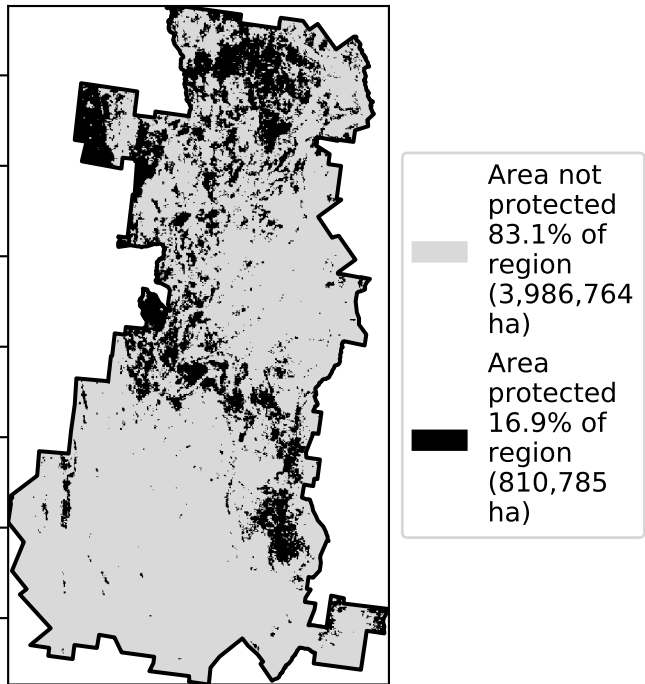 Area not
protected
83.1% of
region
(3,986,764
ha)
Area
protected
16.9% of
region
(810,785
ha)